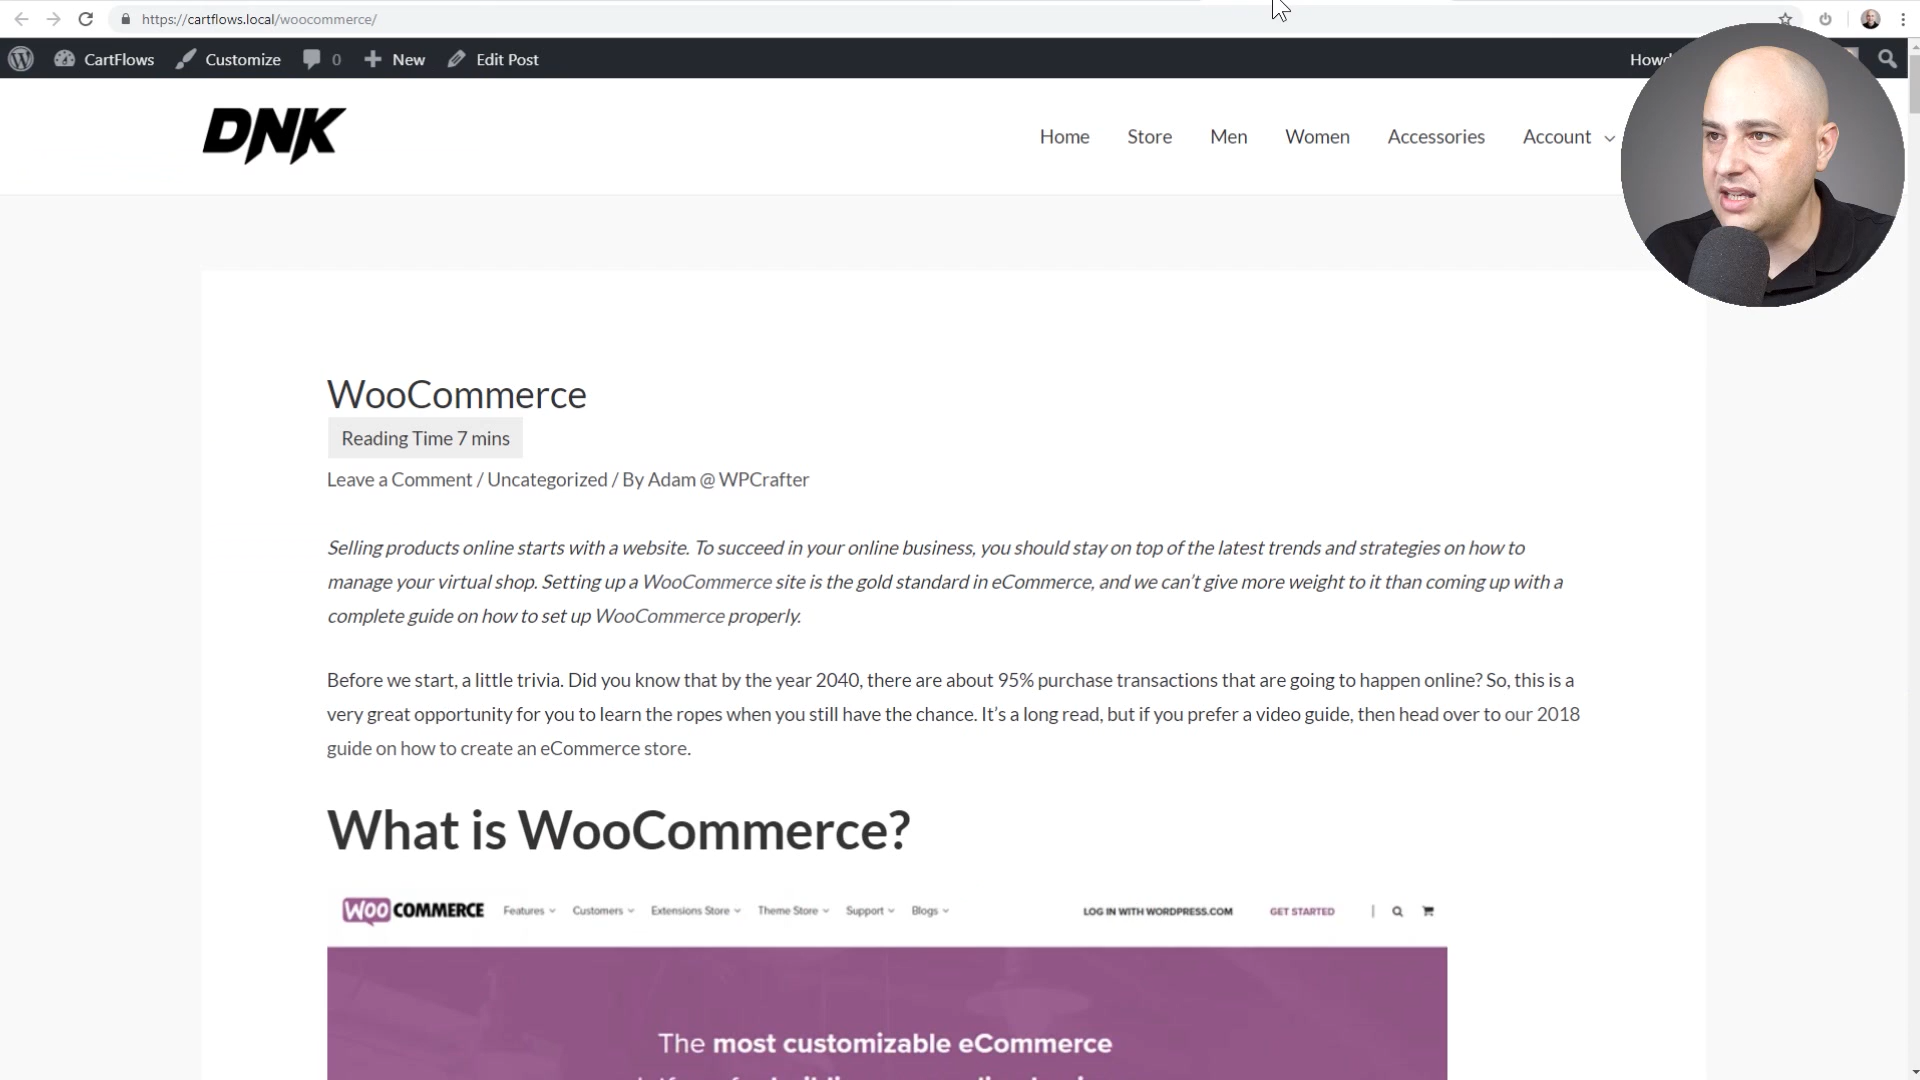 https://cartflows.local/woocommerce/
CartFlows Customize 0 New Edit Post
DNK
Home Store Men Women Accessories Account
WooCommerce
Reading Time 7 mins
Leave a Comment / Uncategorized / By Adam @ WPCrafter
Selling products online starts with a website. To succeed in your online business, you should stay on top of the latest trends and strategies on how to
manage your virtual shop. Setting up a WooCommerce site is the gold standard in eCommerce, and we can’t give more weight to it than coming up with a
complete guide on how to set up WooCommerce properly.
Before we start, a little trivia. Did you know that by the year 2040, there are about 95% purchase transactions that are going to happen online? So, this is a
very great opportunity for you to learn the ropes when you still have the chance. It’s a long read, but if you prefer a video guide, then head over to our 2018
guide on how to create an eCommerce store.
What is WooCommerce?
WOO COMMERCE Features Customers Extensions Store Theme Store Support Blogs LOG IN WITH WORDPRESS.COM GET STARTED
The most customizable eCommerce